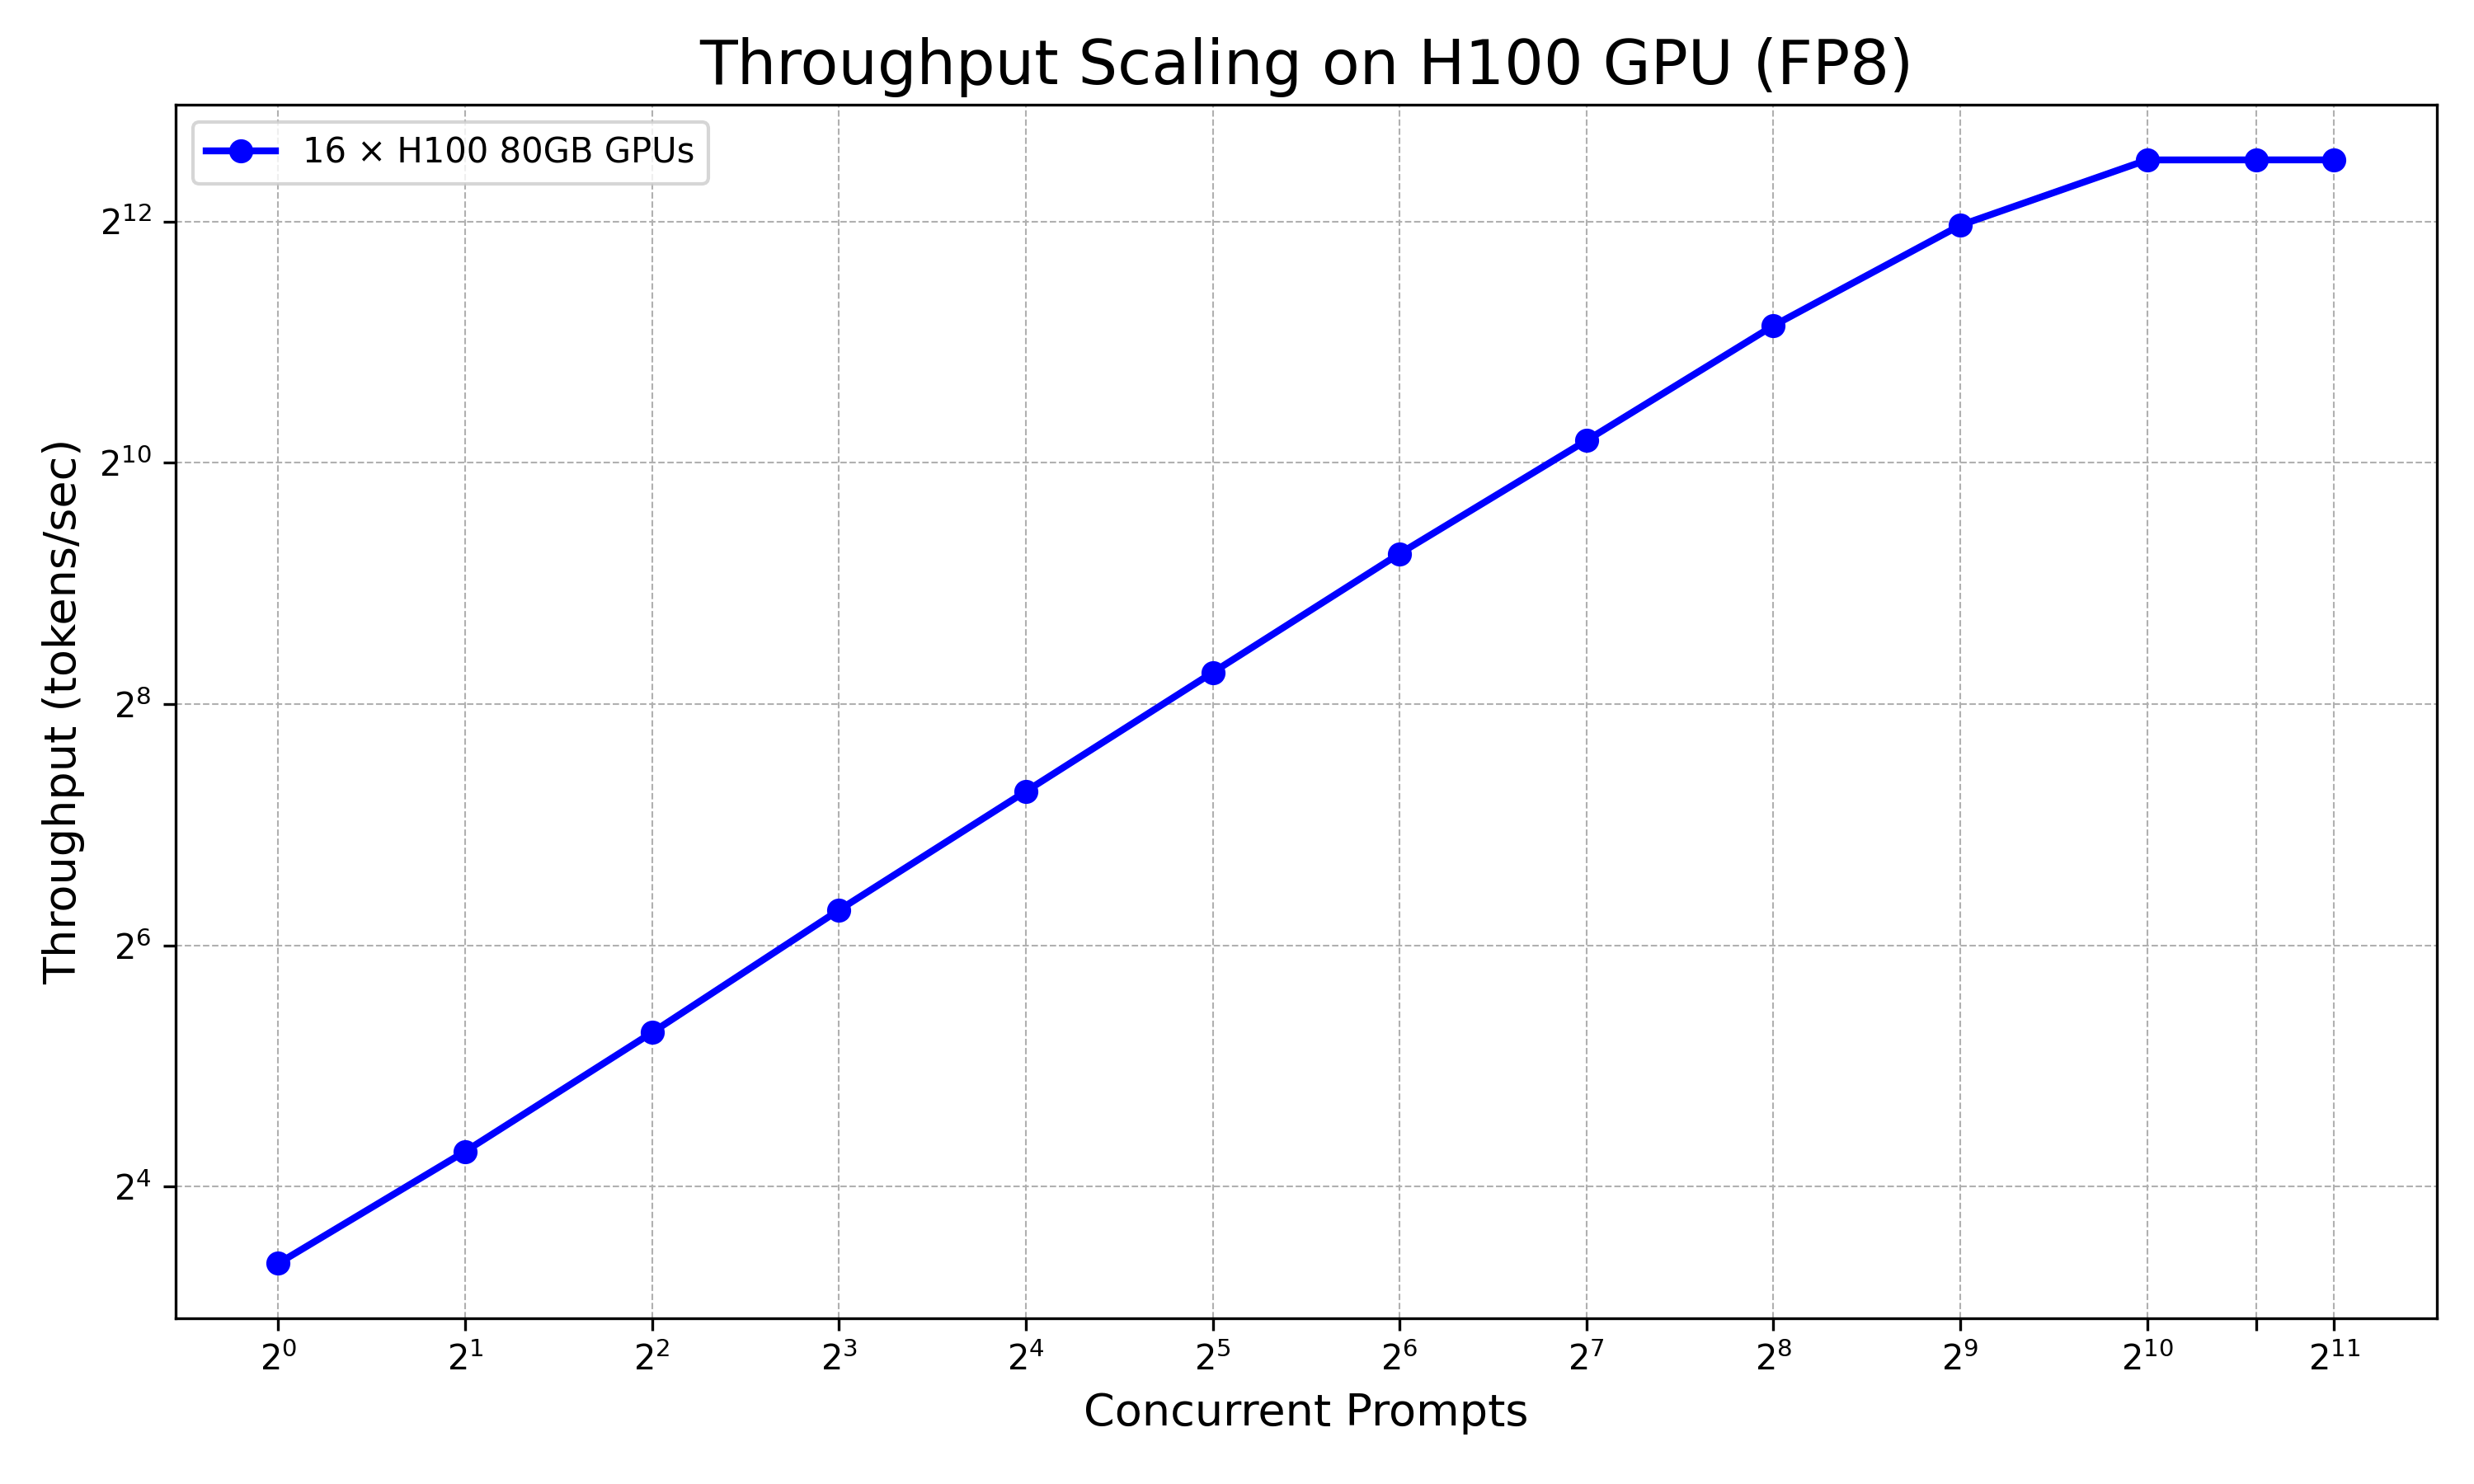 Throughput Scaling on H100 GPU (FP8)
16 × H100 80GB GPUs
Throughput (tokens/sec)
2¹²
2¹⁰
2⁸
2⁶
2⁴
2⁰ 2¹ 2² 2³ 2⁴ 2⁵ 2⁶ 2⁷ 2⁸ 2⁹ 2¹⁰ 2¹¹
Concurrent Prompts